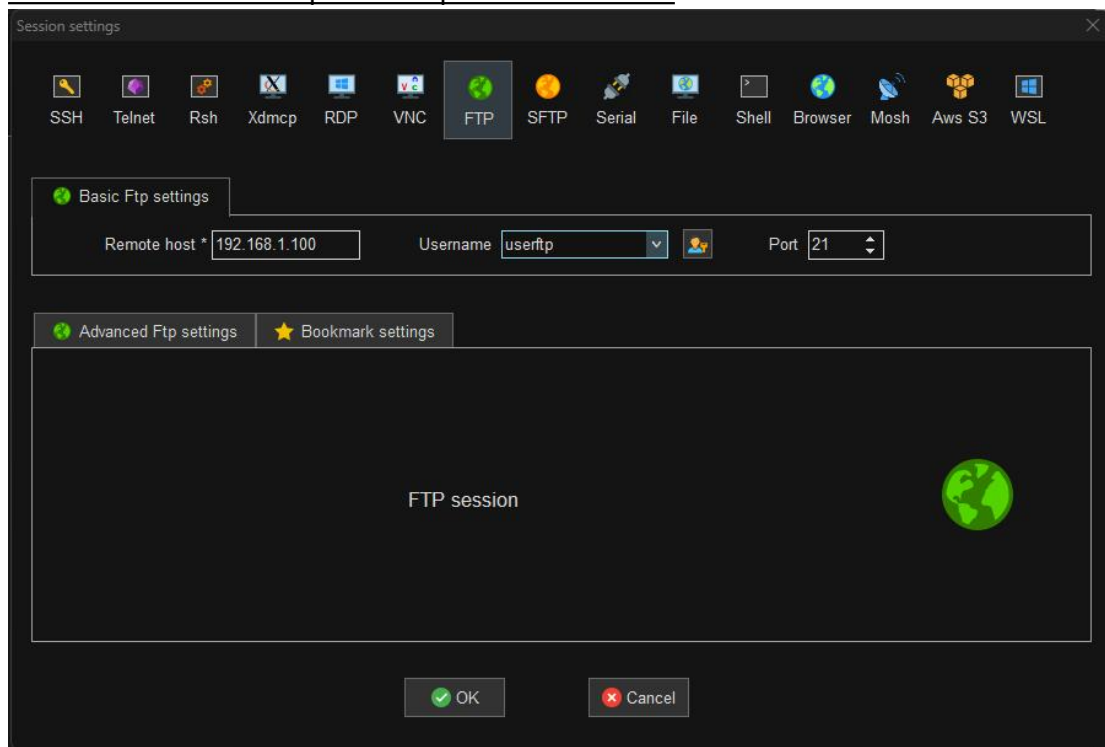 Session settings
SSH Telnet Rsh Xdmcp RDP VNC FTP SFTP Serial File Shell Browser Mosh Aws S3 WSL
Basic Ftp settings
Remote host * 192.168.1.100 Username userftp Port 21
Advanced Ftp settings Bookmark settings
FTP session
OK Cancel